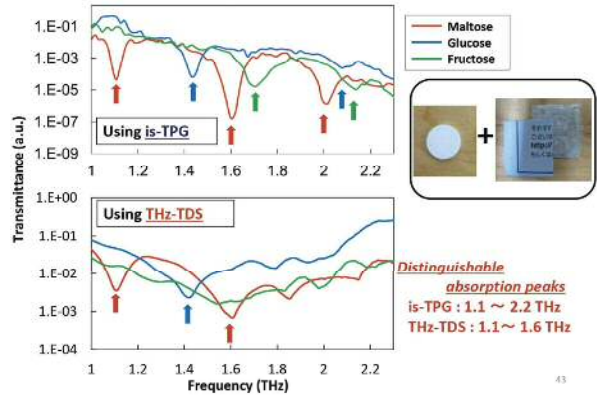 1.E-01
1.E-03
1.E-05
1.E-07
1.E-09
Using is-TPG
1 1.2 1.4 1.6 1.8 2 2.2
Maltose
Glucose
Fructose
+
http://
Transmittance (a.u.)
1.E+00
1.E-01
1.E-02
1.E-03
1.E-04
Using THz-TDS
1 1.2 1.4 1.6 1.8 2 2.2
Frequency (THz)
Distinguishable
absorption peaks
is-TPG : 1.1 ～ 2.2 THz
THz-TDS : 1.1～ 1.6 THz
43